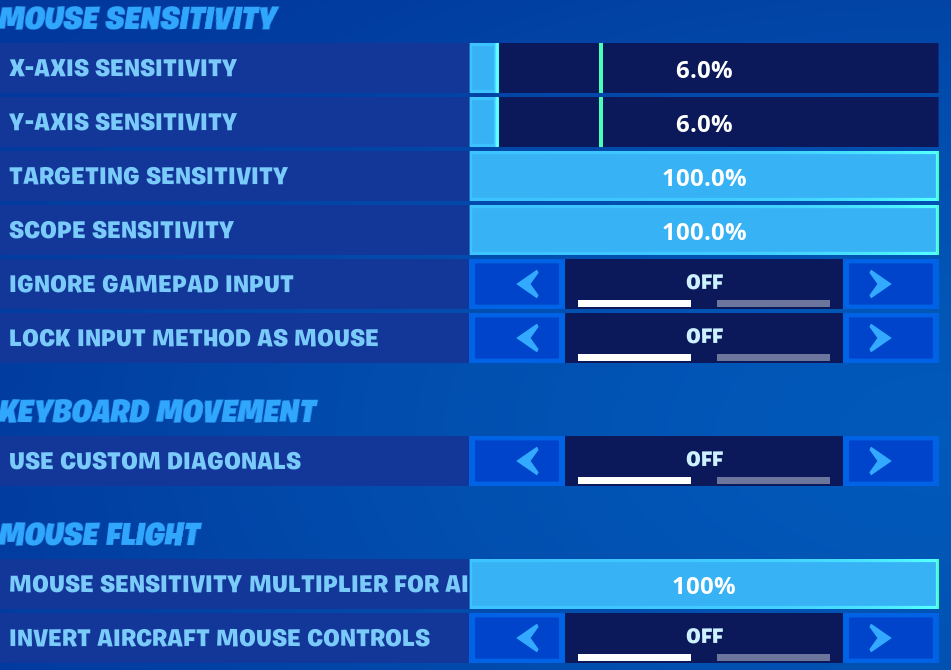 MOUSE SENSITIVITY
X-AXIS SENSITIVITY 6.0%
Y-AXIS SENSITIVITY 6.0%
TARGETING SENSITIVITY 100.0%
SCOPE SENSITIVITY 100.0%
IGNORE GAMEPAD INPUT OFF
LOCK INPUT METHOD AS MOUSE OFF
KEYBOARD MOVEMENT
USE CUSTOM DIAGONALS OFF
MOUSE FLIGHT
MOUSE SENSITIVITY MULTIPLIER FOR AI 100%
INVERT AIRCRAFT MOUSE CONTROLS OFF